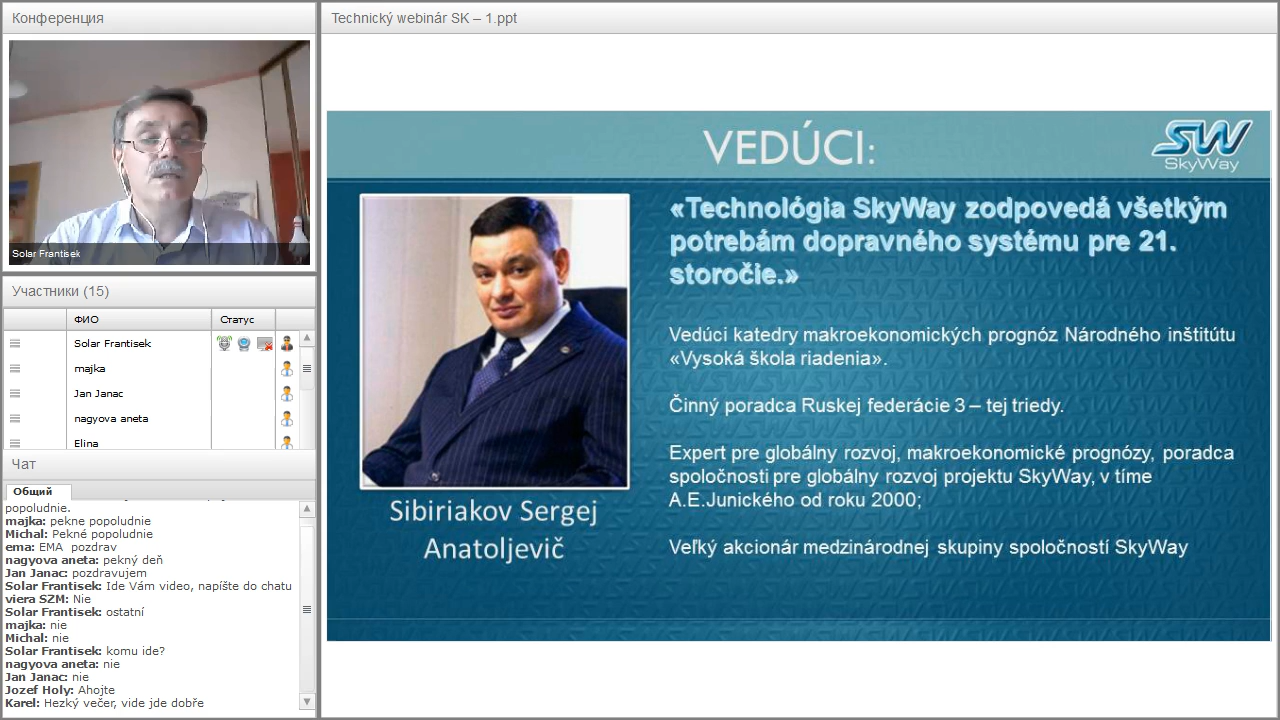 Конференция
Solar Frantisek
Участники (15)
ФИО
Статус
Solar Frantisek
majka
Jan Janac
nagyova aneta
Elina
Чат
Общий
popoludnie.
majka: pekne popoludnie
Michal: Pekné popoludnie
ema: EMA pozdrav
nagyova aneta: pekný deň
Jan Janac: pozdravujem
Solar Frantisek: Ide Vám video, napíšte do chatu
viera SZM: Nie
Solar Frantisek: ostatní
majka: nie
Michal: nie
Solar Frantisek: komu ide?
nagyova aneta: nie
Jan Janac: nie
Jozef Holy: Ahojte
Karel: Hezký večer, vide jde dobře
Technický webinár SK – 1.ppt
VEDÚCI:
SW
SkyWay
«Technológia SkyWay zodpovedá všetkým
potrebám dopravného systému pre 21.
storočie.»
Vedúci katedry makroekonomických prognóz Národného inštitútu
«Vysoká škola riadenia».
Činný poradca Ruskej federácie 3 – tej triedy.
Expert pre globálny rozvoj, makroekonomické prognózy, poradca
spoločnosti pre globálny rozvoj projektu SkyWay, v tíme
A.E.Junického od roku 2000;
Veľký akcionár medzinárodnej skupiny spoločností SkyWay
Sibiriakov Sergej
Anatoljevič